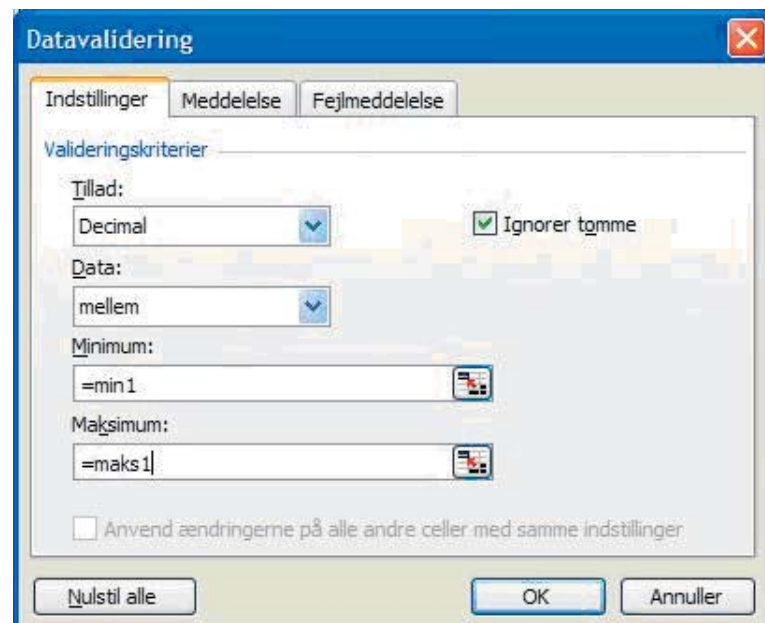 Datavalidering
Indstillinger Meddelelse Fejlmeddelelse
Valideringskriterier
Tillad:
Decimal Ignorer tomme
Data:
mellem
Minimum:
=min1
Maksimum:
=maks1
Anvend ændringerne på alle andre celler med samme indstillinger
Nulstil alle OK Annuller